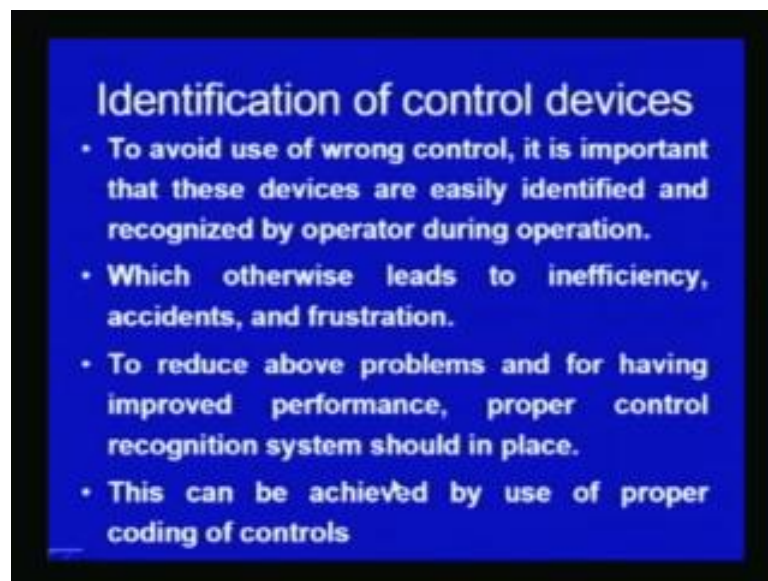 Identification of control devices
• To avoid use of wrong control, it is important
that these devices are easily identified and
recognized by operator during operation.
• Which otherwise leads to inefficiency,
accidents, and frustration.
• To reduce above problems and for having
improved performance, proper control
recognition system should in place.
• This can be achieved by use of proper
coding of controls